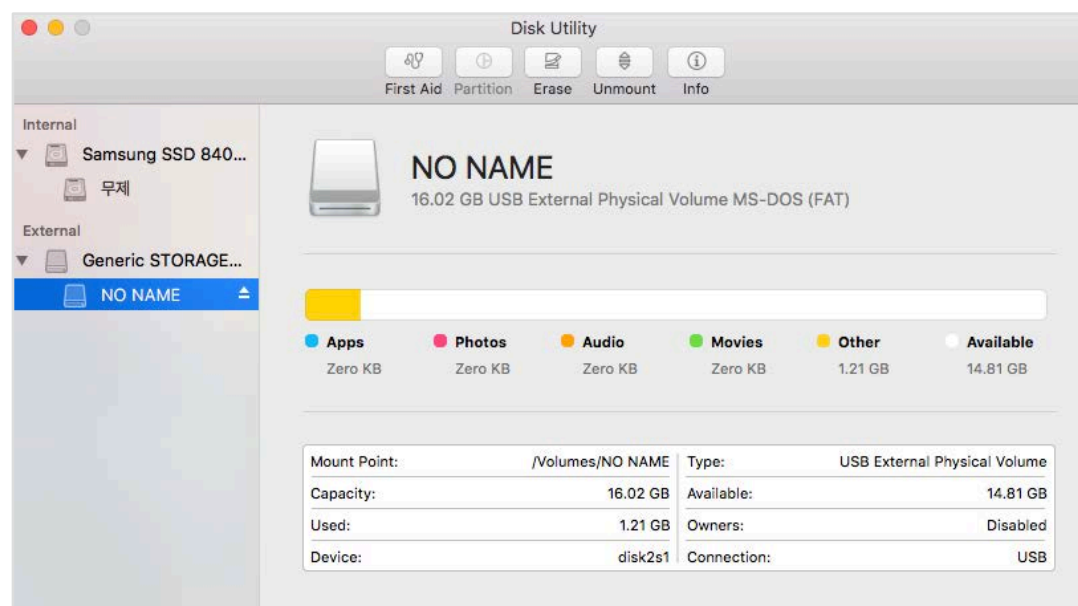 Disk Utility
First Aid Partition Erase Unmount Info
Internal
Samsung SSD 840...
무제
External
Generic STORAGE...
NO NAME
NO NAME
16.02 GB USB External Physical Volume MS-DOS (FAT)
Apps Photos Audio Movies Other Available
Zero KB Zero KB Zero KB Zero KB 1.21 GB 14.81 GB
Mount Point: /Volumes/NO NAME Type: USB External Physical Volume
Capacity: 16.02 GB Available: 14.81 GB
Used: 1.21 GB Owners: Disabled
Device: disk2s1 Connection: USB